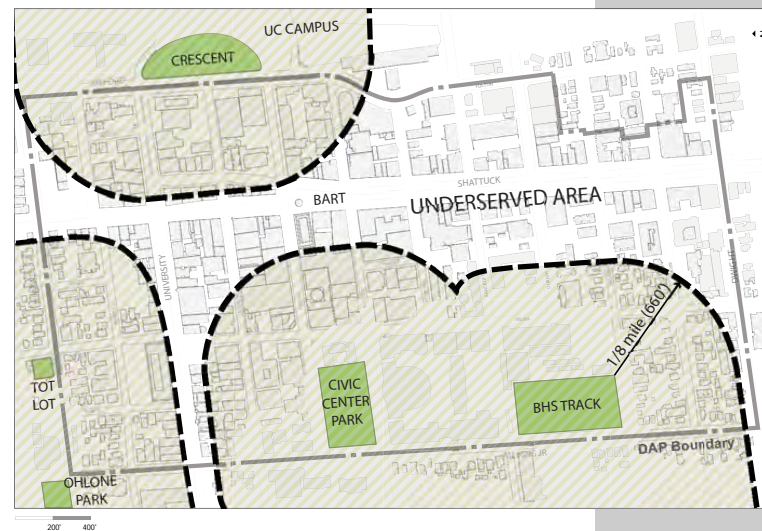 UC CAMPUS
CRESCENT
BART
SHATTUCK
UNDERSERVED AREA
UNIVERSITY
DWIGHT
1/8 mile (660')
TOT
LOT
CIVIC
CENTER
PARK
BHS TRACK
DAP Boundary
OHLONE
PARK
200'
400'